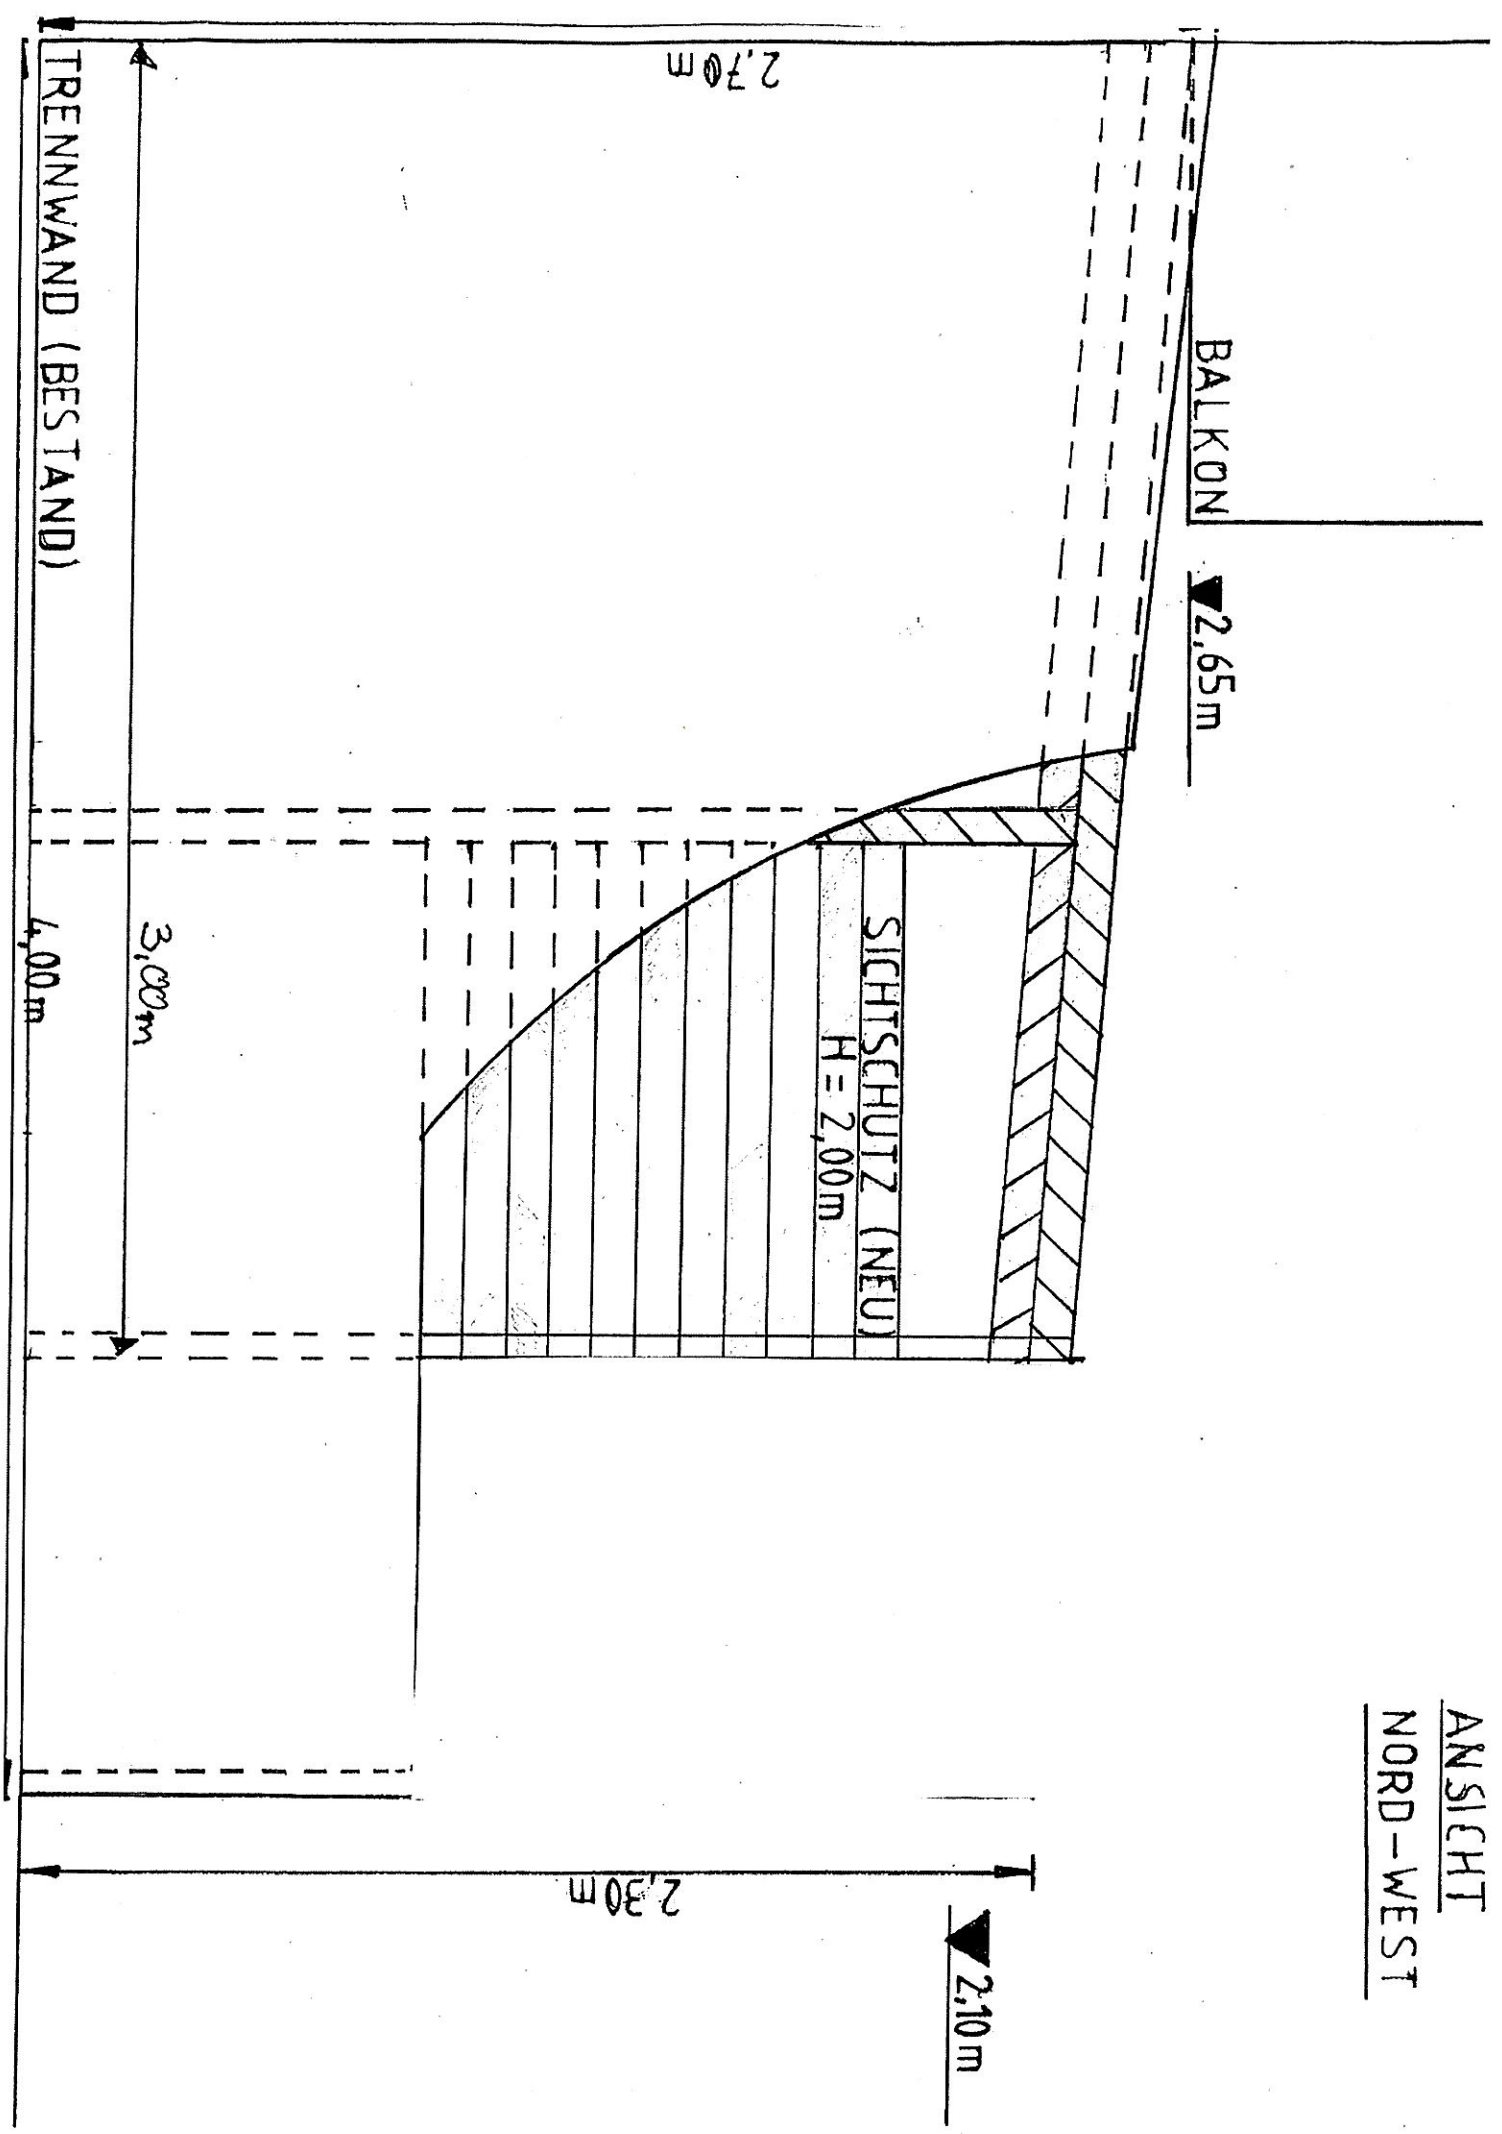 ANSICHT
NORD-WEST
BALKON
2,65m
2,10m
2,70m
SICHTSCHUTZ (NEU)
H = 2,00m
2,30m
3,00m
TRENNWAND (BESTAND)
4,00m